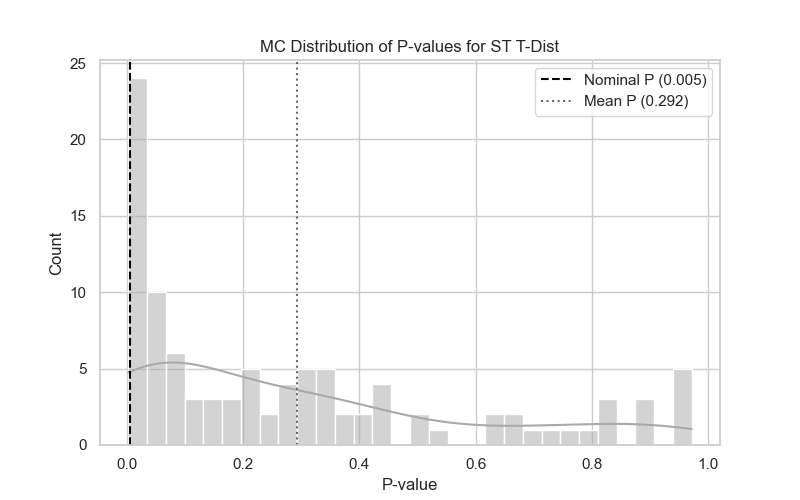 MC Distribution of P-values for ST T-Dist
Nominal P (0.005)
Mean P (0.292)
25
20
15
10
5
0
Count
0.0 0.2 0.4 0.6 0.8 1.0
P-value